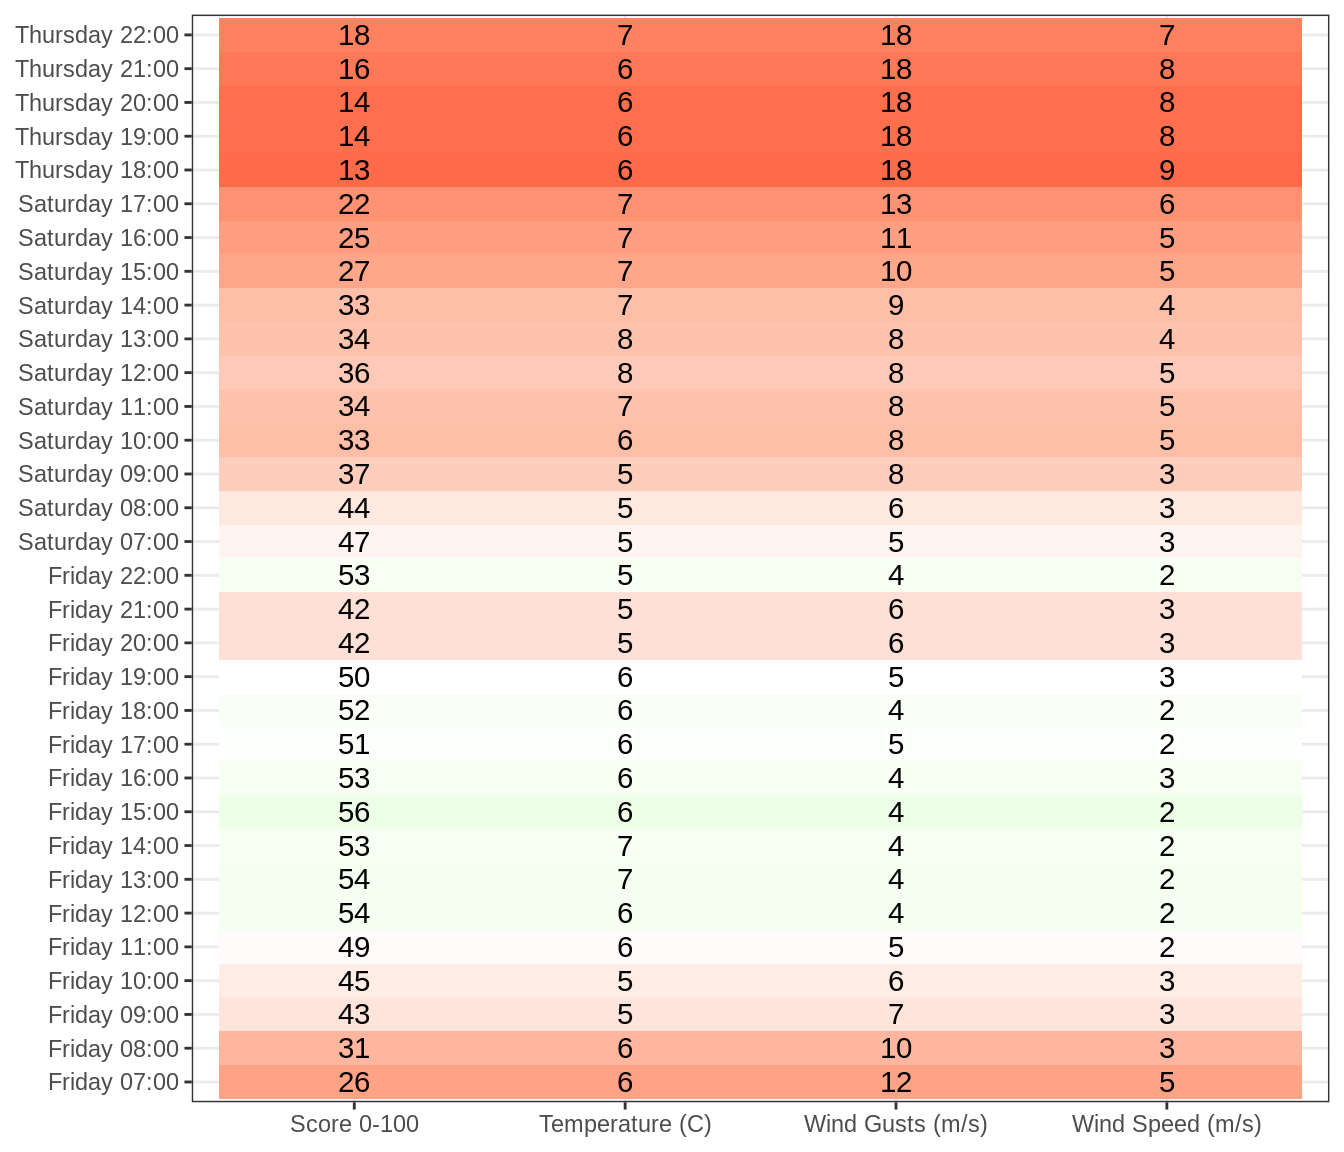 Thursday 22:00 18 7 18 7
Thursday 21:00 16 6 18 8
Thursday 20:00 14 6 18 8
Thursday 19:00 14 6 18 8
Thursday 18:00 13 6 18 9
Saturday 17:00 22 7 13 6
Saturday 16:00 25 7 11 5
Saturday 15:00 27 7 10 5
Saturday 14:00 33 7 9 4
Saturday 13:00 34 8 8 4
Saturday 12:00 36 8 8 5
Saturday 11:00 34 7 8 5
Saturday 10:00 33 6 8 5
Saturday 09:00 37 5 8 3
Saturday 08:00 44 5 6 3
Saturday 07:00 47 5 5 3
Friday 22:00 53 5 4 2
Friday 21:00 42 5 6 3
Friday 20:00 42 5 6 3
Friday 19:00 50 6 5 3
Friday 18:00 52 6 4 2
Friday 17:00 51 6 5 2
Friday 16:00 53 6 4 3
Friday 15:00 56 6 4 2
Friday 14:00 53 7 4 2
Friday 13:00 54 7 4 2
Friday 12:00 54 6 4 2
Friday 11:00 49 6 5 2
Friday 10:00 45 5 6 3
Friday 09:00 43 5 7 3
Friday 08:00 31 6 10 3
Friday 07:00 26 6 12 5
Score 0-100 Temperature (C) Wind Gusts (m/s) Wind Speed (m/s)